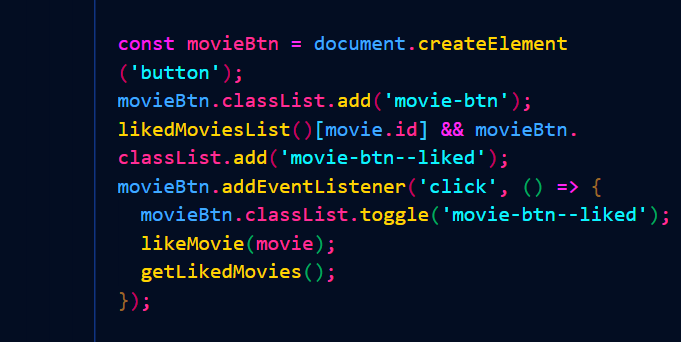 const movieBtn = document.createElement
('button');
movieBtn.classList.add('movie-btn');
likedMoviesList()[movie.id] && movieBtn.
classList.add('movie-btn--liked');
movieBtn.addEventListener('click', () => {
  movieBtn.classList.toggle('movie-btn--liked');
  likeMovie(movie);
  getLikedMovies();
});